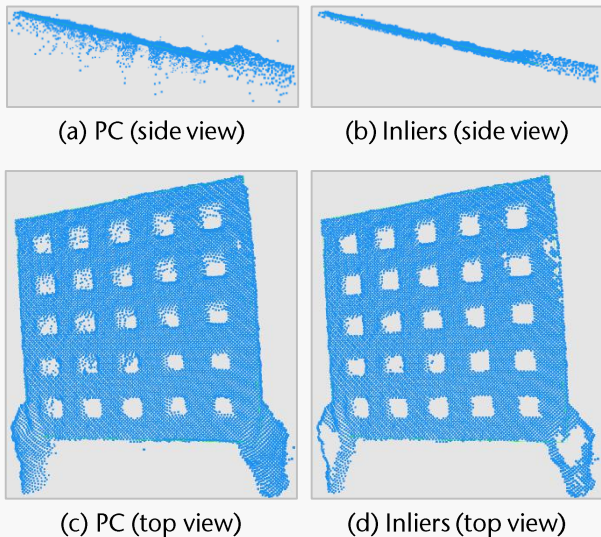 (a) PC (side view)
(b) Inliers (side view)
(c) PC (top view)
(d) Inliers (top view)